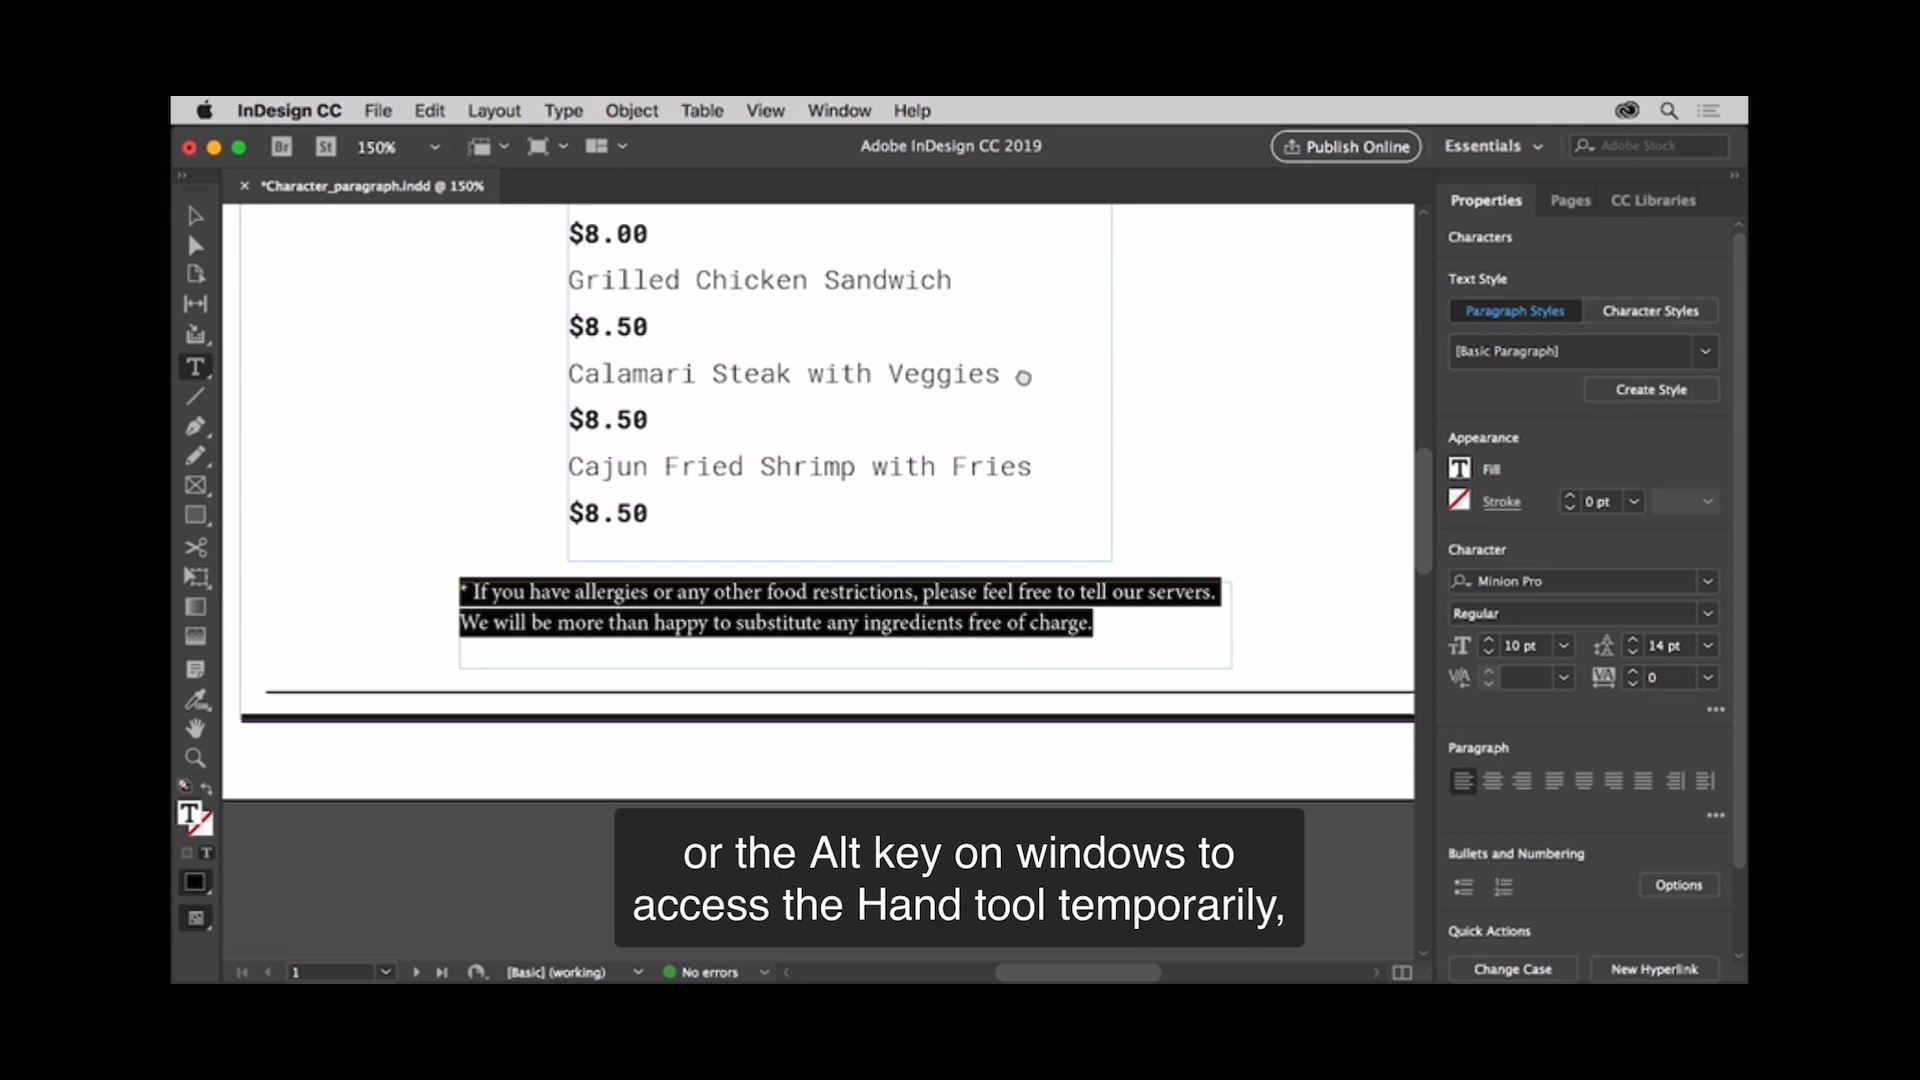 InDesign CC File Edit Layout Type Object Table View Window Help
Br St 150% Adobe InDesign CC 2019 Publish Online Essentials Adobe Stock
*Character_paragraph.indd @ 150%
$8.00
Grilled Chicken Sandwich
$8.50
Calamari Steak with Veggies
$8.50
Cajun Fried Shrimp with Fries
$8.50
* If you have allergies or any other food restrictions, please feel free to tell our servers.
We will be more than happy to substitute any ingredients free of charge.
Properties Pages CC Libraries
Characters
Text Style
Paragraph Styles Character Styles
[Basic Paragraph]
Create Style
Appearance
Fill
Stroke 0 pt
Character
Minion Pro
Regular
10 pt 14 pt
0
Paragraph
Bullets and Numbering
Options
Quick Actions
Change Case New Hyperlink
or the Alt key on windows to
access the Hand tool temporarily,
1 [Basic] (working) No errors